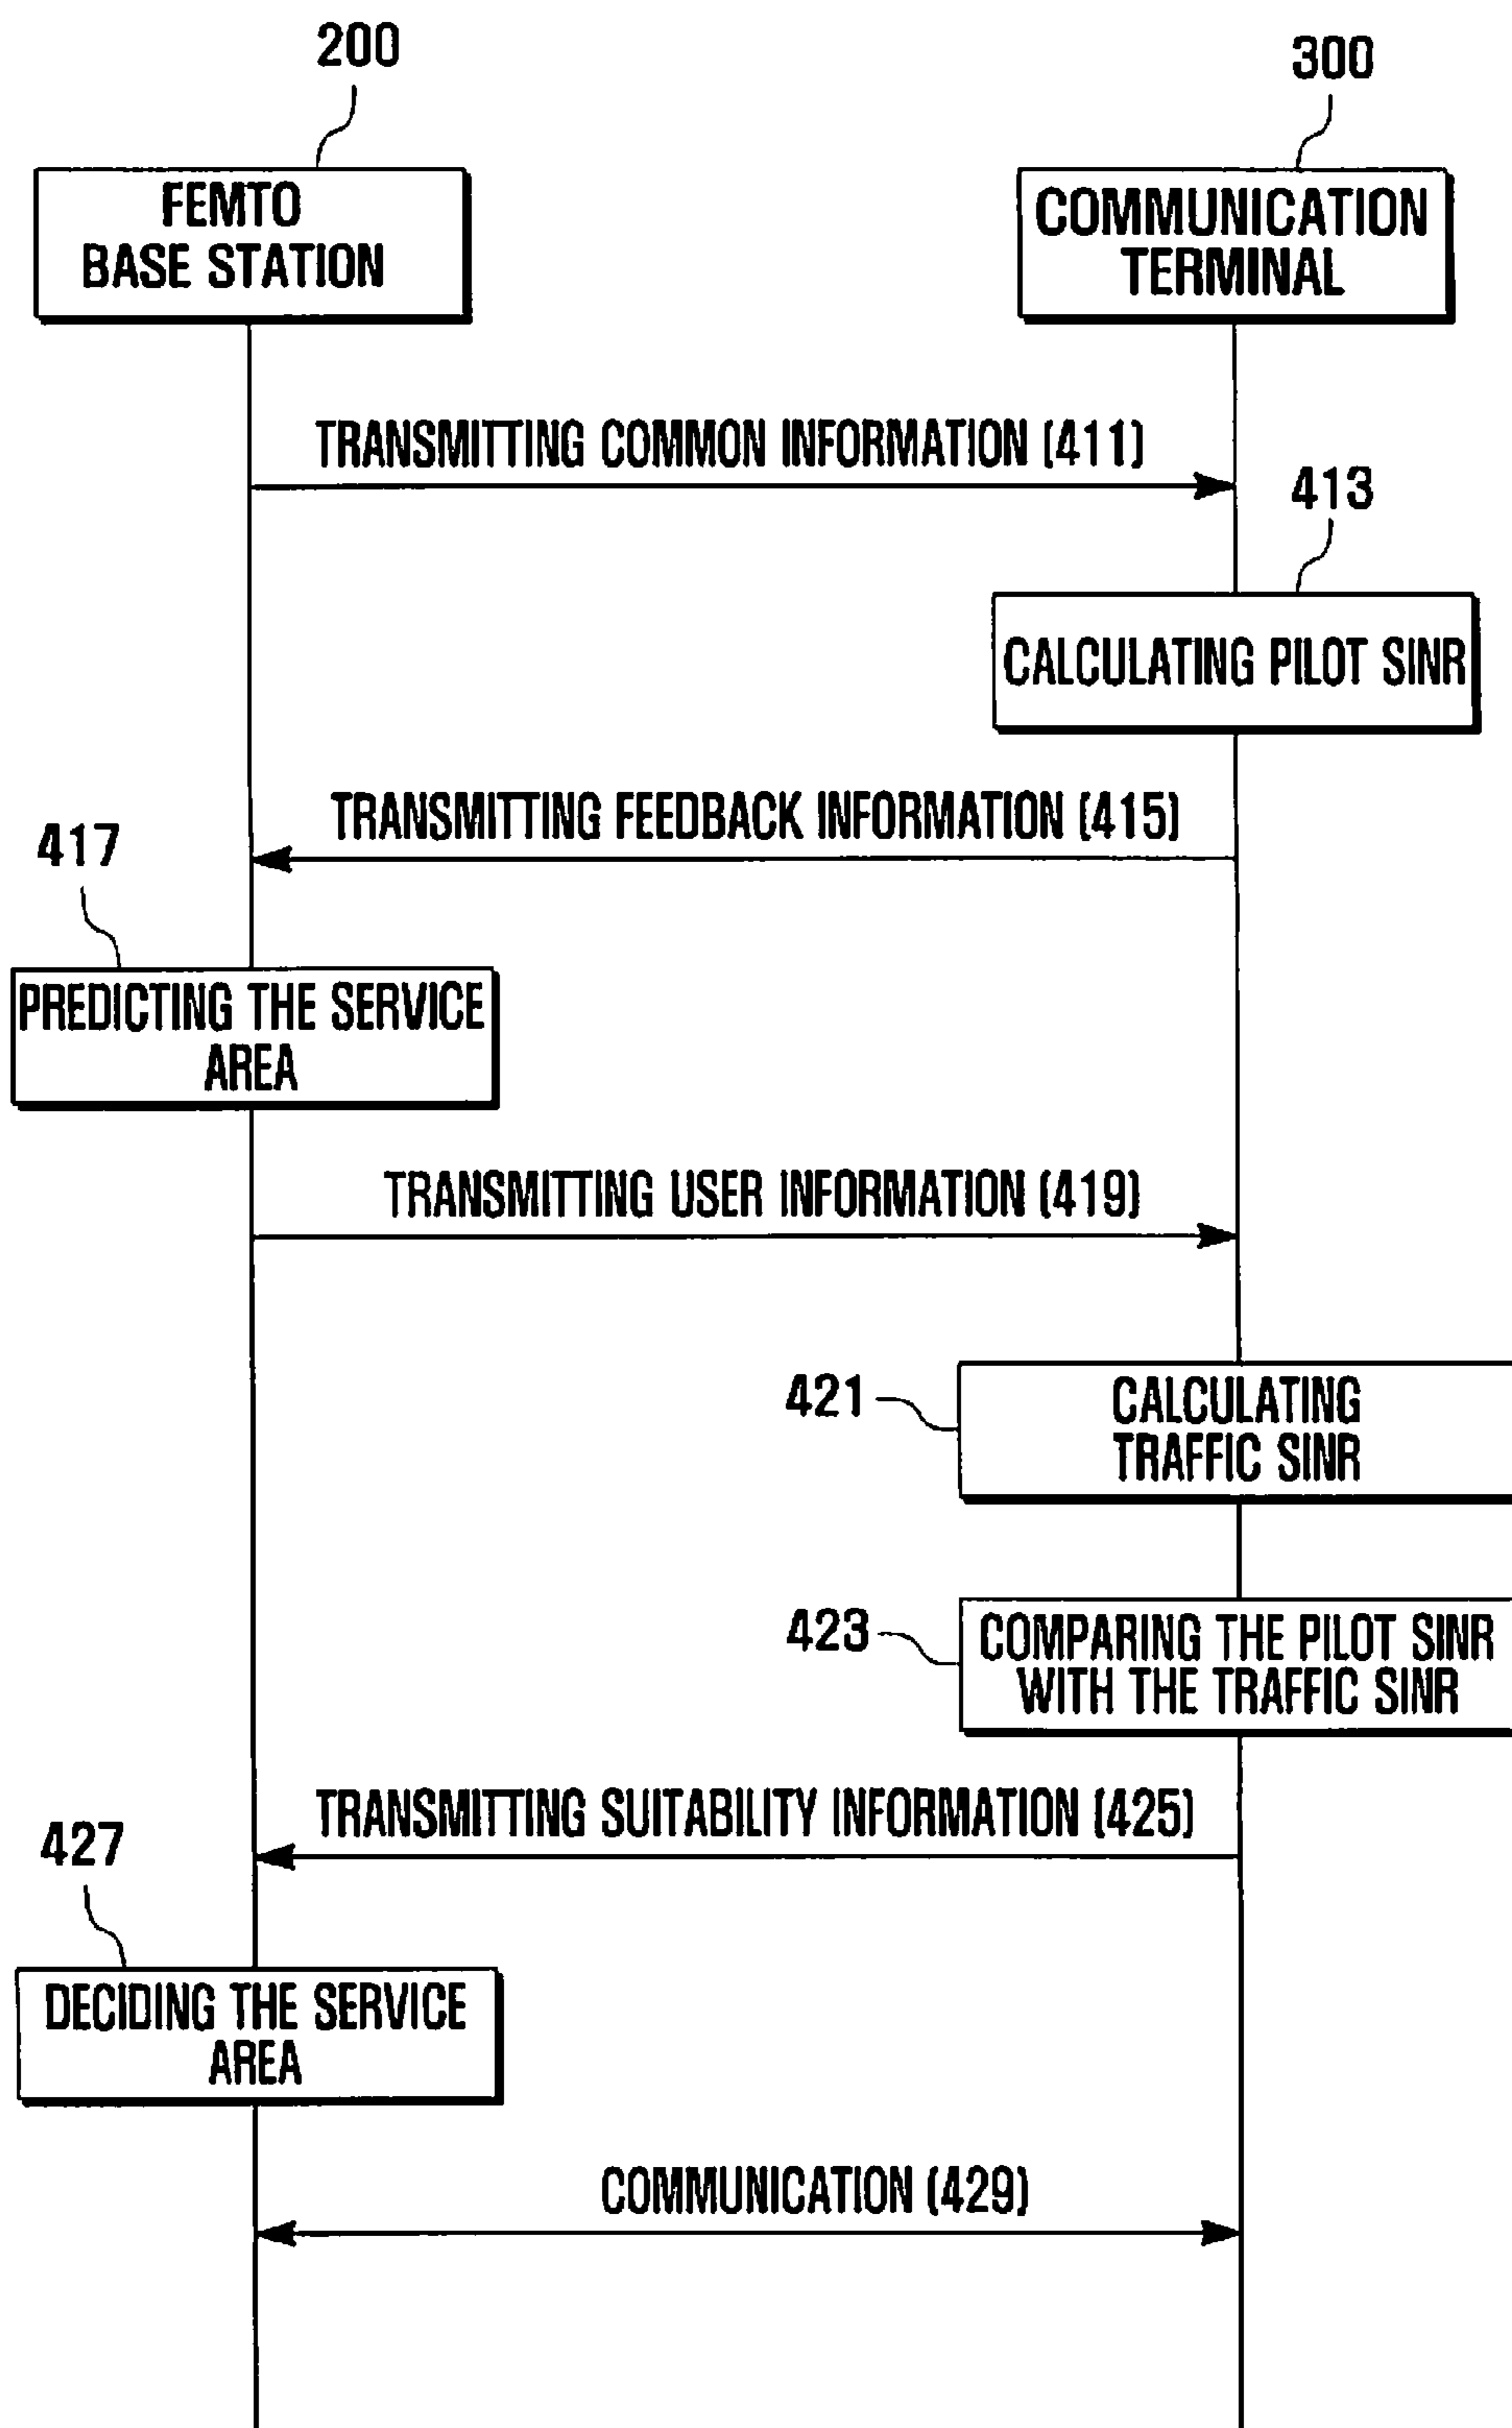 200
300
FEMTO
BASE STATION
COMMUNICATION
TERMINAL
TRANSMITTING COMMON INFORMATION (411)
413
CALCULATING PILOT SINR
TRANSMITTING FEEDBACK INFORMATION (415)
417
PREDICTING THE SERVICE
AREA
TRANSMITTING USER INFORMATION (419)
421
CALCULATING
TRAFFIC SINR
423
COMPARING THE PILOT SINR
WITH THE TRAFFIC SINR
TRANSMITTING SUITABILITY INFORMATION (425)
427
DECIDING THE SERVICE
AREA
COMMUNICATION (429)